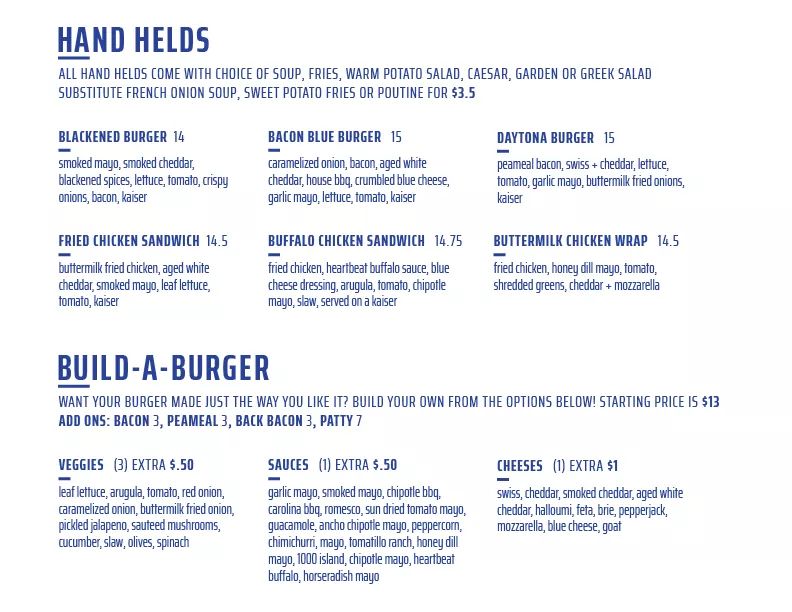 HAND HELDS
ALL HAND HELDS COME WITH CHOICE OF SOUP, FRIES, WARM POTATO SALAD, CAESAR, GARDEN OR GREEK SALAD
SUBSTITUTE FRENCH ONION SOUP, SWEET POTATO FRIES OR POUTINE FOR $3.5
BLACKENED BURGER 14
smoked mayo, smoked cheddar,
blackened spices, lettuce, tomato, crispy
onions, bacon, kaiser
BACON BLUE BURGER 15
caramelized onion, bacon, aged white
cheddar, house bbq, crumbled blue cheese,
garlic mayo, lettuce, tomato, kaiser
DAYTONA BURGER 15
peameal bacon, swiss + cheddar, lettuce,
tomato, garlic mayo, buttermilk fried onions,
kaiser
FRIED CHICKEN SANDWICH 14.5
buttermilk fried chicken, aged white
cheddar, smoked mayo, leaf lettuce,
tomato, kaiser
BUFFALO CHICKEN SANDWICH 14.75
fried chicken, heartbeat buffalo sauce, blue
cheese dressing, arugula, tomato, chipotle
mayo, slaw, served on a kaiser
BUTTERMILK CHICKEN WRAP 14.5
fried chicken, honey dill mayo, tomato,
shredded greens, cheddar + mozzarella
BUILD-A-BURGER
WANT YOUR BURGER MADE JUST THE WAY YOU LIKE IT? BUILD YOUR OWN FROM THE OPTIONS BELOW! STARTING PRICE IS $13
ADD ONS: BACON 3, PEAMEAL 3, BACK BACON 3, PATTY 7
VEGGIES (3) EXTRA $.50
leaf lettuce, arugula, tomato, red onion,
caramelized onion, buttermilk fried onion,
pickled jalapeno, sauteed mushrooms,
cucumber, slaw, olives, spinach
SAUCES (1) EXTRA $.50
garlic mayo, smoked mayo, chipotle bbq,
carolina bbq, romesco, sun dried tomato mayo,
guacamole, ancho chipotle mayo, peppercorn,
chimichurri, mayo, tomatillo ranch, honey dill
mayo, 1000 island, chipotle mayo, heartbeat
buffalo, horseradish mayo
CHEESES (1) EXTRA $1
swiss, cheddar, smoked cheddar, aged white
cheddar, halloumi, feta, brie, pepperjack,
mozzarella, blue cheese, goat